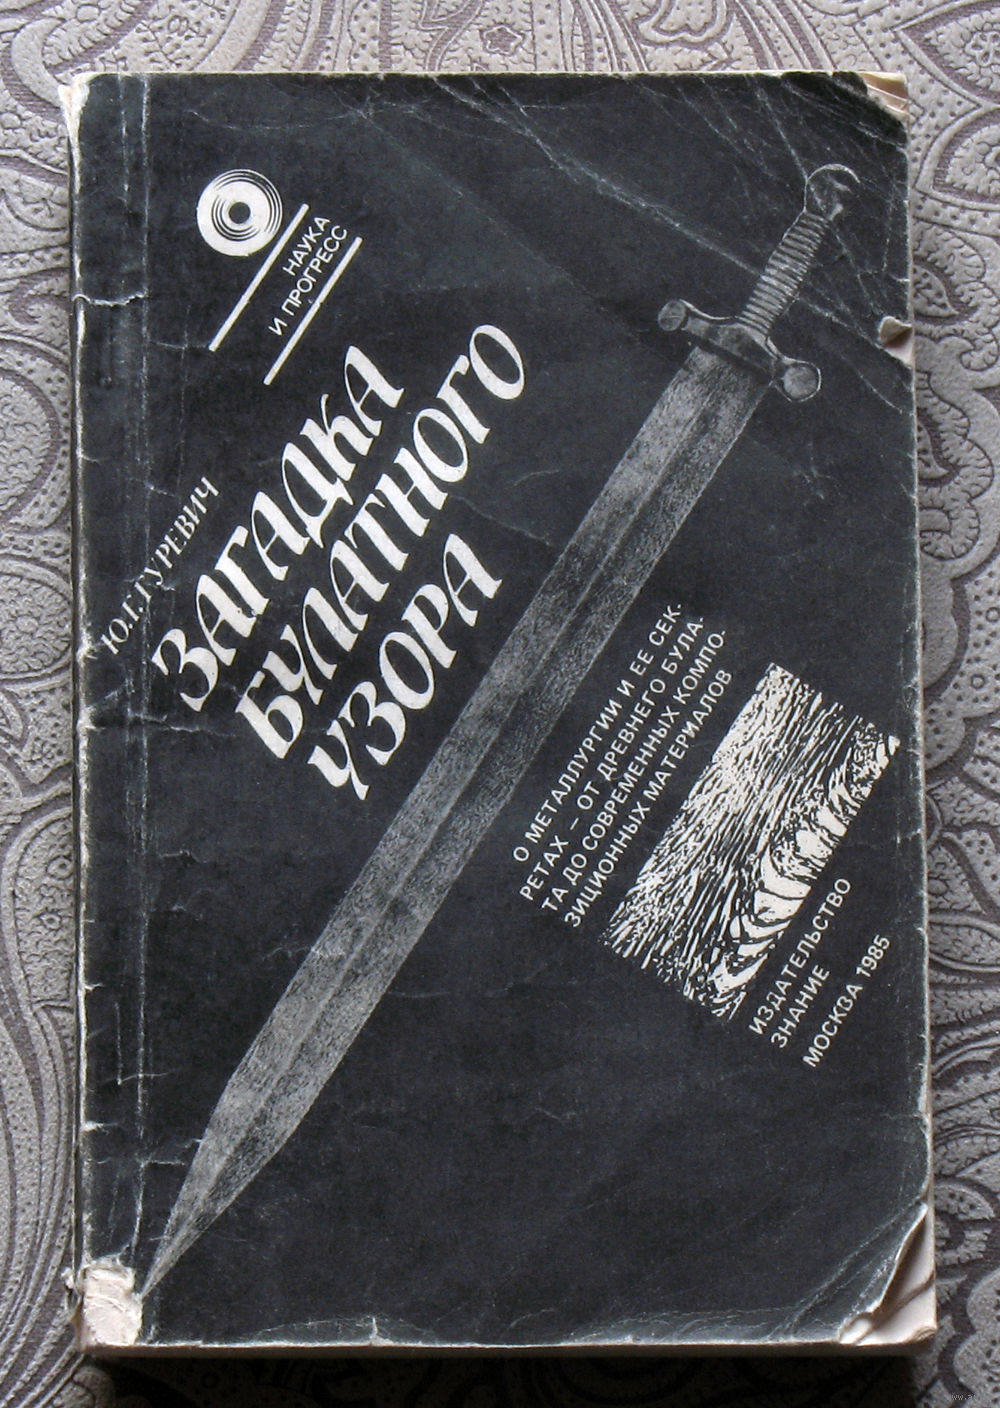 НАУКА
И ПРОГРЕСС
Ю.Г.ГУРЕВИЧ
ЗАГАДКА
БУЛАТНОГО
УЗОРА
О МЕТАЛЛУРГИИ И ЕЕ СЕК-
РЕТАХ – ОТ ДРЕВНЕГО БУЛА-
ТА ДО СОВРЕМЕННЫХ КОМПО-
ЗИЦИОННЫХ МАТЕРИАЛОВ
ИЗДАТЕЛЬСТВО
ЗНАНИЕ
МОСКВА 1985